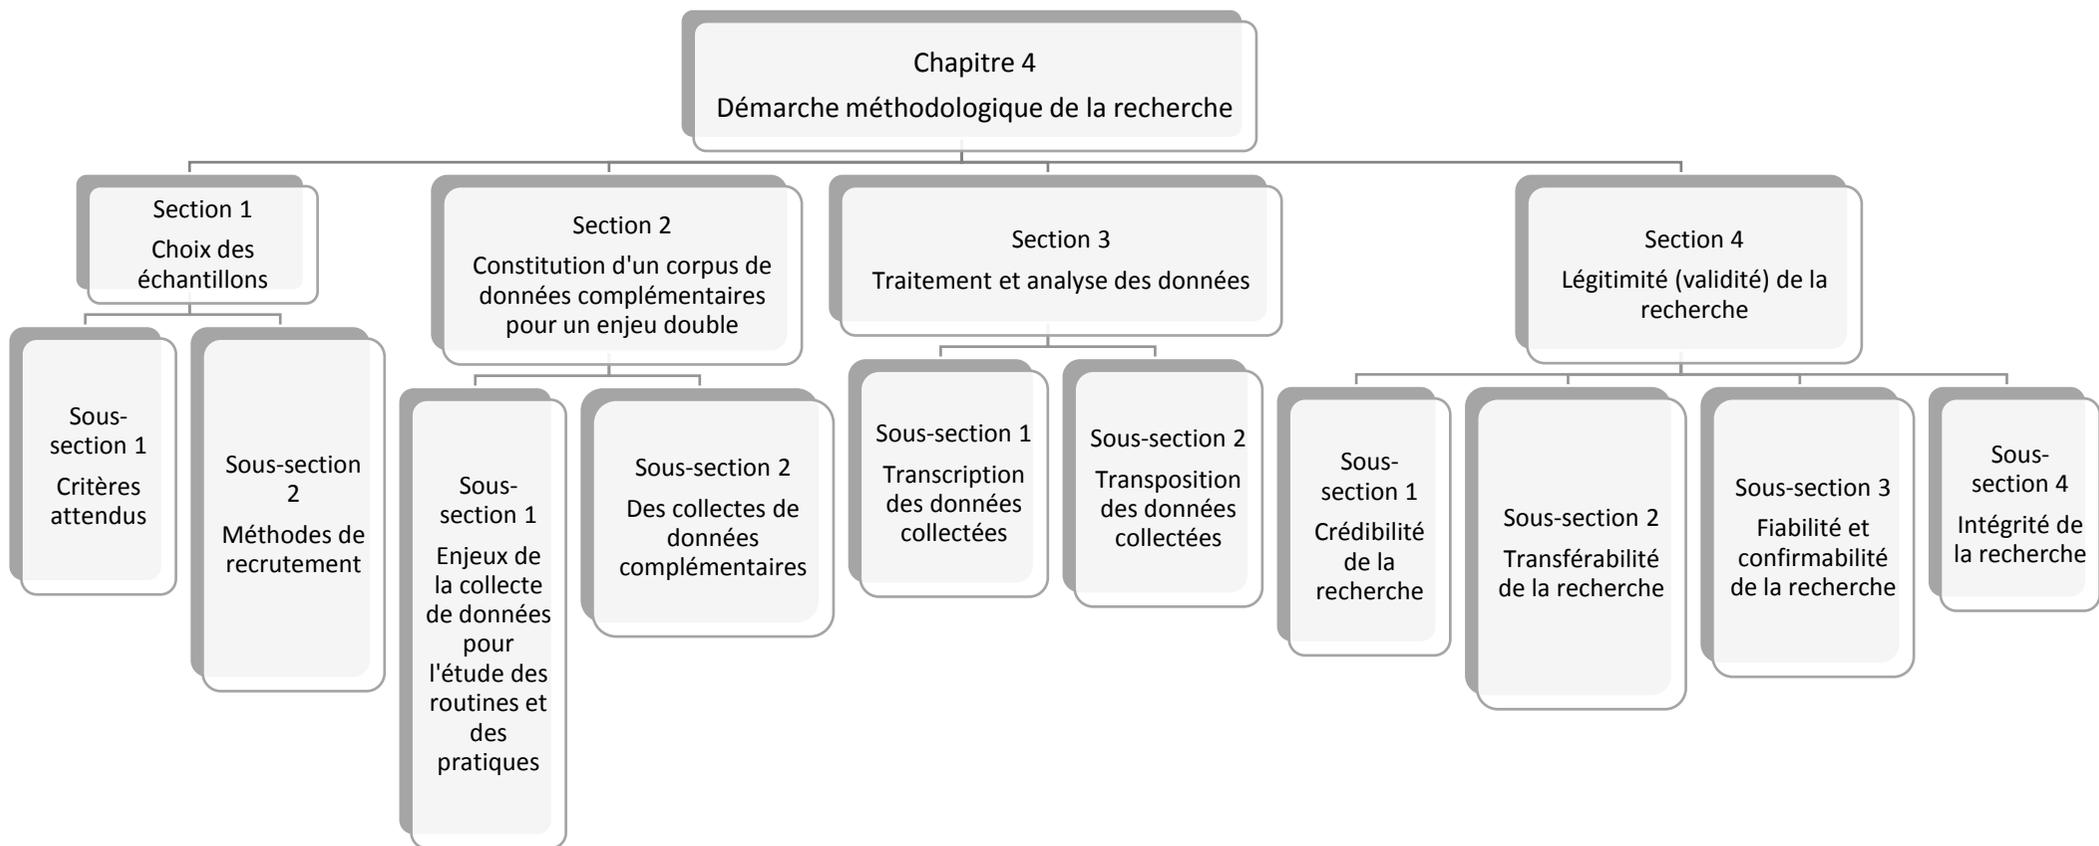 Chapitre 4
Démarche méthodologique de la recherche
Section 1
Choix des
échantillons
Sous-
section 1
Critères
attendus
Sous-section
2
Méthodes de
recrutement
Section 2
Constitution d'un corpus de
données complémentaires
pour un enjeu double
Sous-
section 1
Enjeux de
la collecte
de données
pour
l'étude des
routines et
des
pratiques
Sous-section 2
Des collectes de
données
complémentaires
Section 3
Traitement et analyse des données
Sous-section 1
Transcription
des données
collectées
Sous-section 2
Transposition
des données
collectées
Section 4
Légitimité (validité) de la
recherche
Sous-
section 1
Crédibilité
de la
recherche
Sous-section 2
Transférabilité
de la recherche
Sous-section 3
Fiabilité et
confirmabilité
de la recherche
Sous-
section 4
Intégrité de
la recherche